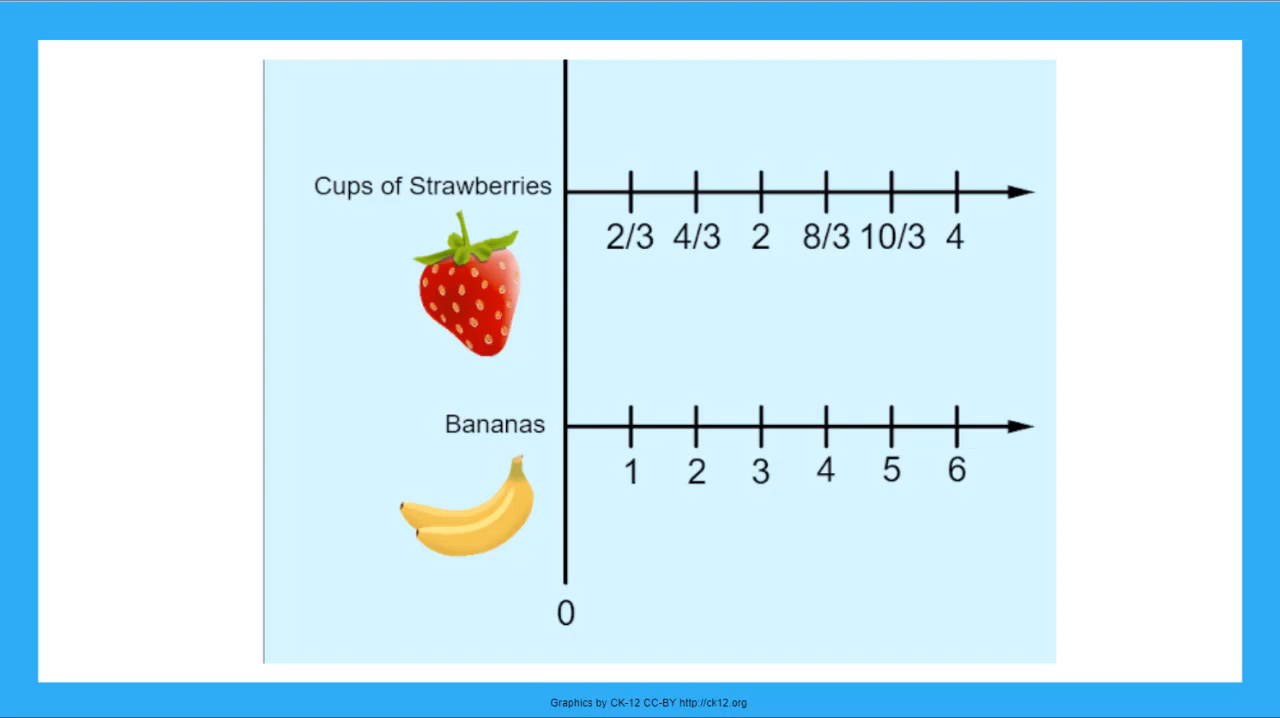 Cups of Strawberries
2/3 4/3 2 8/3 10/3 4
Bananas
1 2 3 4 5 6
0
Graphics by CK-12 CC-BY http://ck12.org